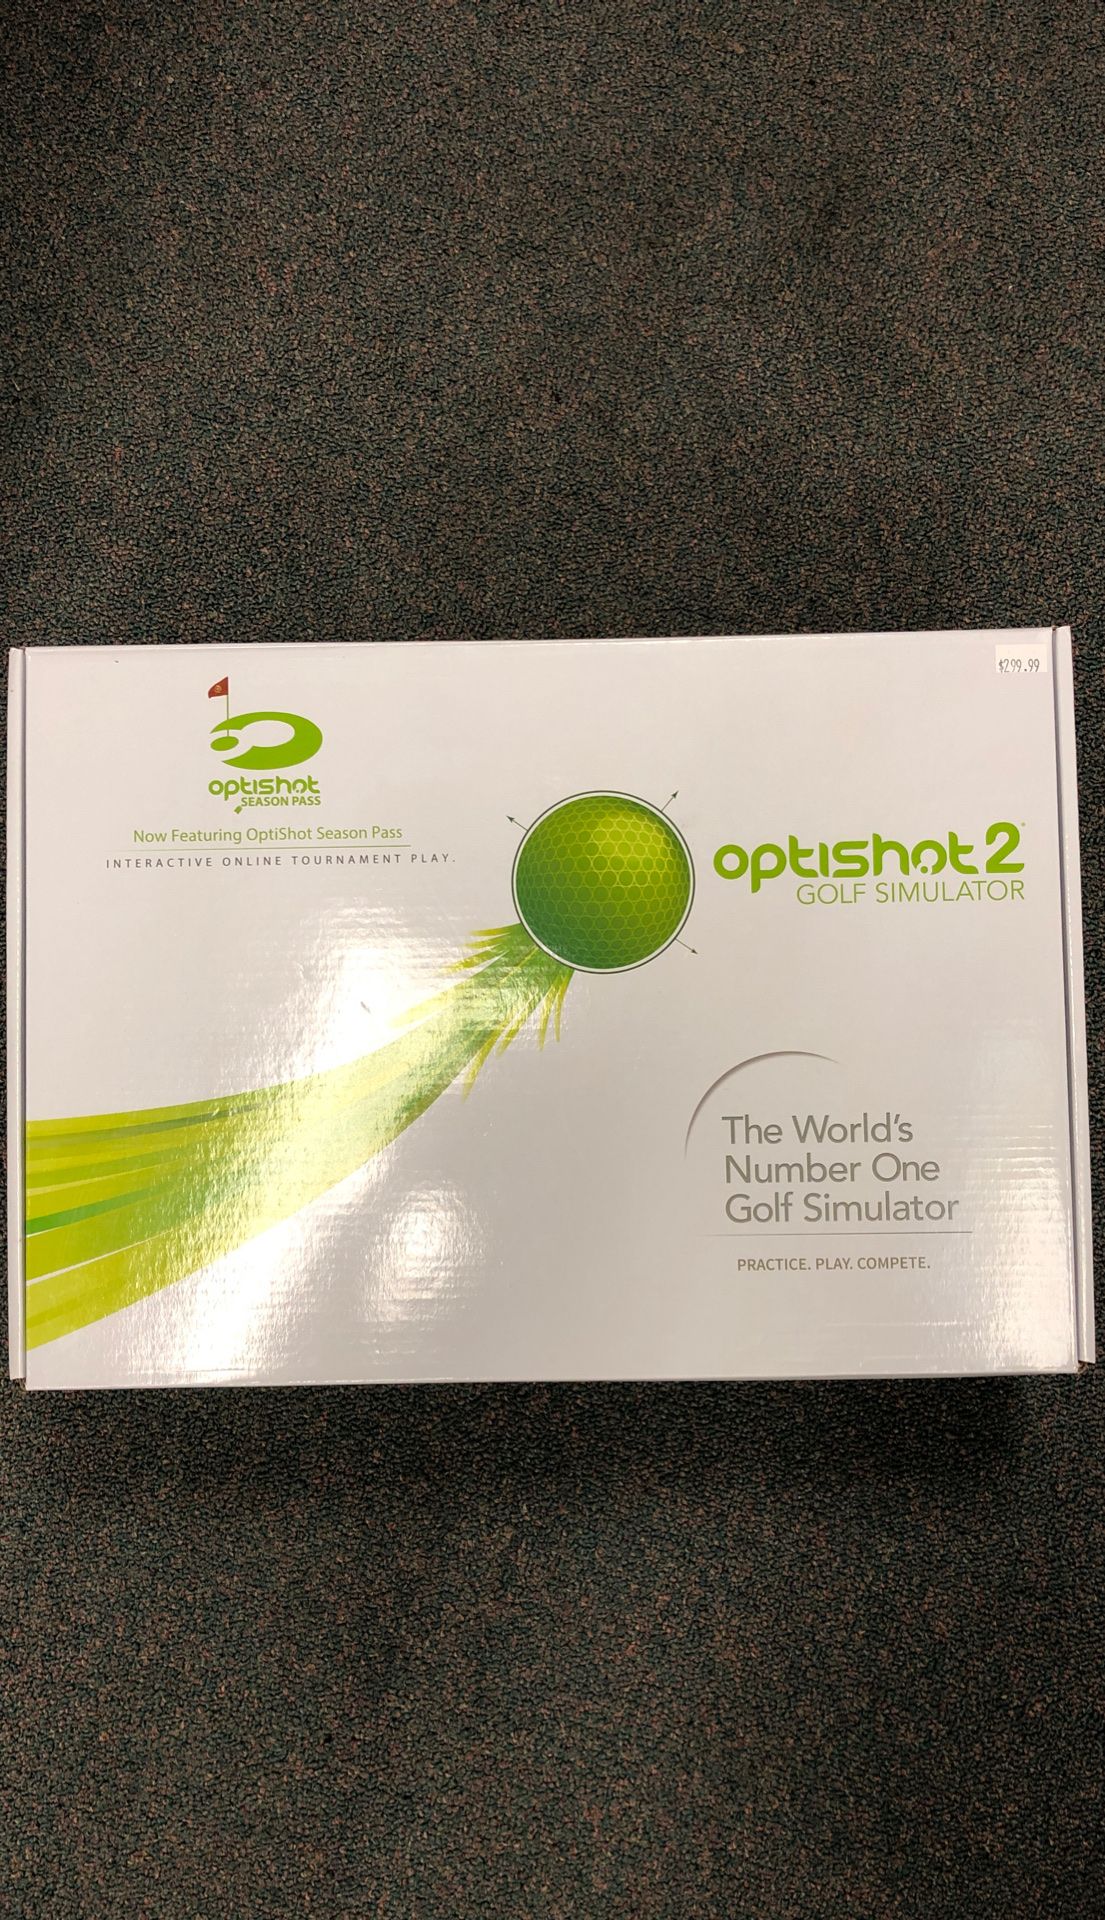 $299.99
optishot
SEASON PASS
Now Featuring OptiShot Season Pass
INTERACTIVE ONLINE TOURNAMENT PLAY.
optishot2
GOLF SIMULATOR
The World's
Number One
Golf Simulator
PRACTICE. PLAY. COMPETE.